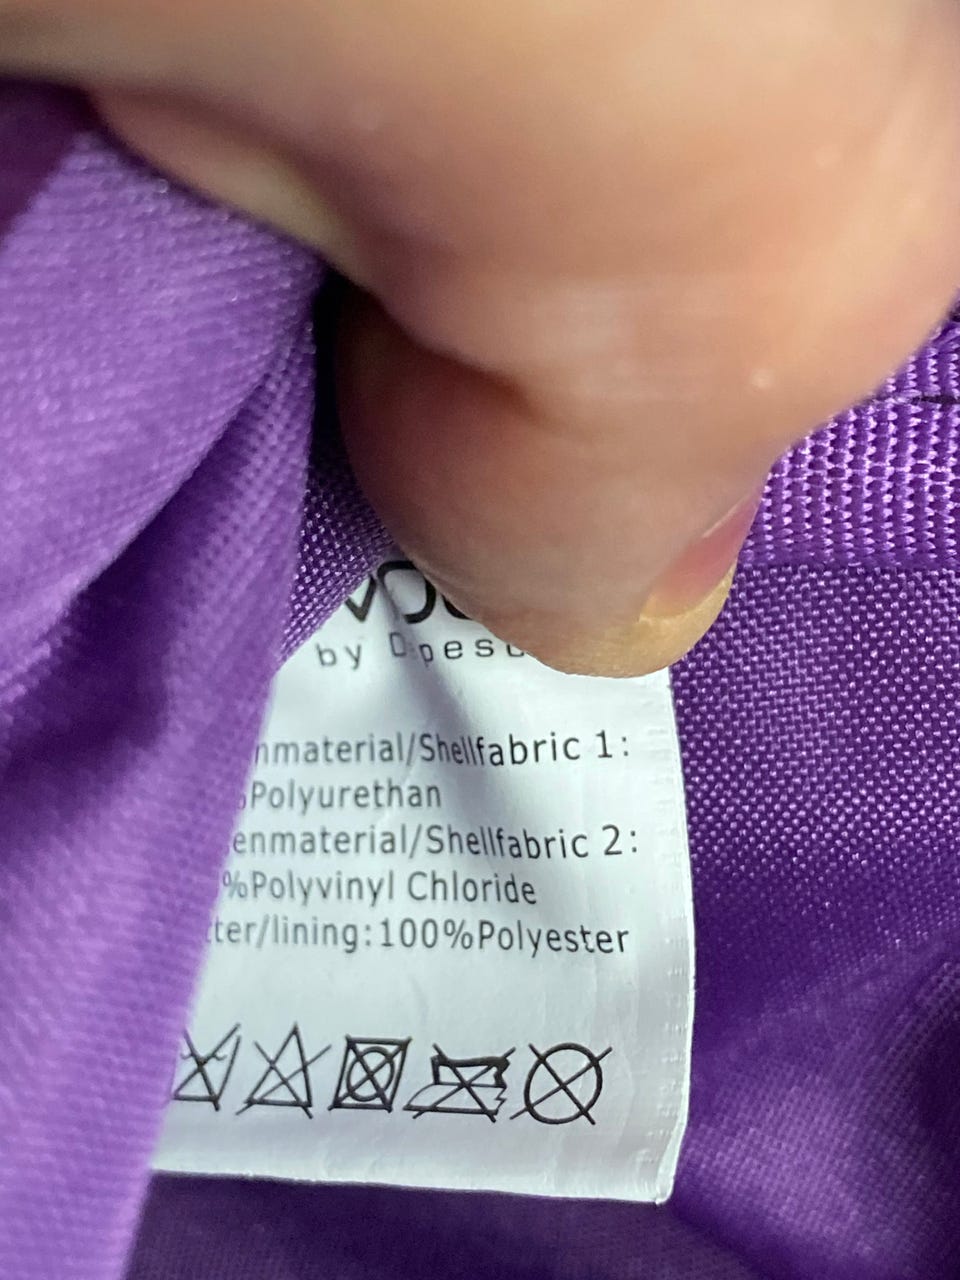 by
nmaterial/Shellfabric 1:
Polyurethan
enmaterial/Shellfabric 2:
%Polyvinyl Chloride
tter/lining:100%Polyester